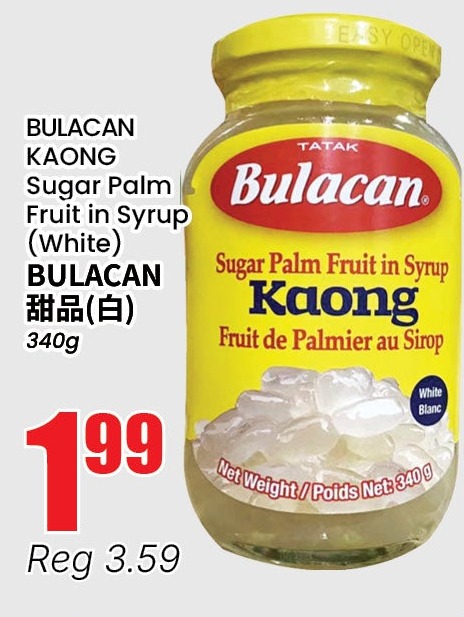 BULACAN
KAONG
Sugar Palm
Fruit in Syrup
(White)
BULACAN
甜品(白)
340g
1.99
Reg 3.59
EASY OPEN
TATAK
Bulacan®
Sugar Palm Fruit in Syrup
Kaong
Fruit de Palmier au Sirop
White
Blanc
Net Weight / Poids Net: 340 g